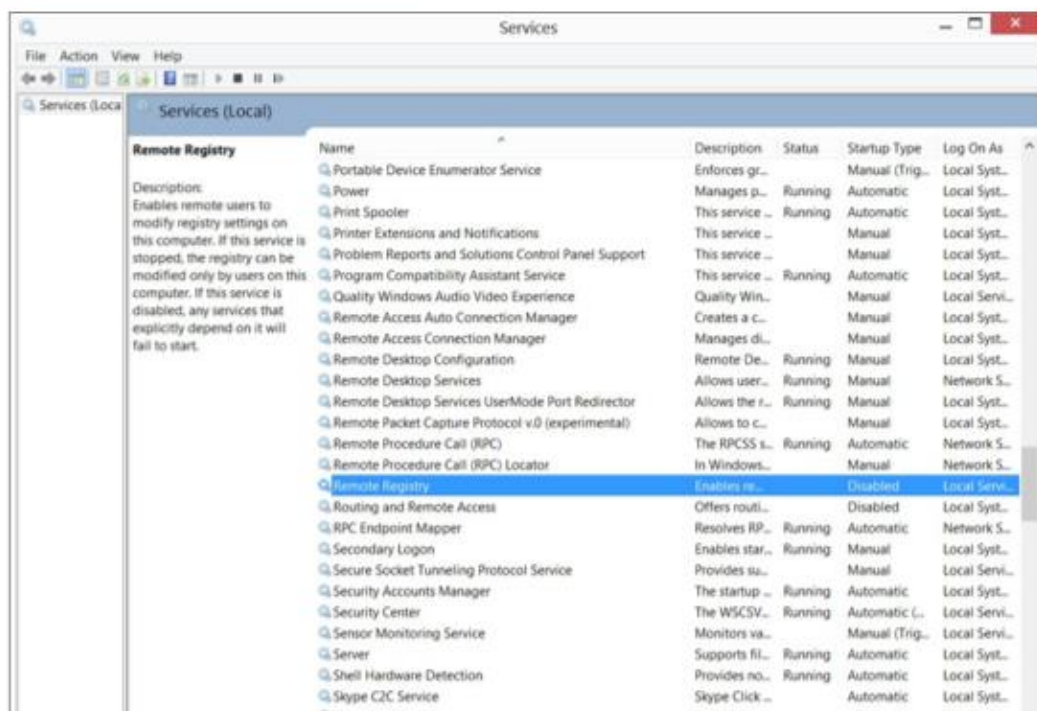 Services
File Action View Help
Services (Loca
Services (Local)
Remote Registry
Description:
Enables remote users to
modify registry settings on
this computer. If this service is
stopped, the registry can be
modified only by users on this
computer. If this service is
disabled, any services that
explicitly depend on it will
fail to start.
Name Description Status Startup Type Log On As
Portable Device Enumerator Service Enforces gr... Manual (Trig... Local Syst...
Power Manages p... Running Automatic Local Syst...
Print Spooler This service ... Running Automatic Local Syst...
Printer Extensions and Notifications This service ... Manual Local Syst...
Problem Reports and Solutions Control Panel Support This service ... Manual Local Syst...
Program Compatibility Assistant Service This service ... Running Automatic Local Syst...
Quality Windows Audio Video Experience Quality Win... Manual Local Servi...
Remote Access Auto Connection Manager Creates a c... Manual Local Syst...
Remote Access Connection Manager Manages di... Manual Local Syst...
Remote Desktop Configuration Remote De... Running Manual Local Syst...
Remote Desktop Services Allows user... Running Manual Network S...
Remote Desktop Services UserMode Port Redirector Allows the r... Running Manual Local Syst...
Remote Packet Capture Protocol v.0 (experimental) Allows to c... Manual Local Syst...
Remote Procedure Call (RPC) The RPCSS s... Running Automatic Network S...
Remote Procedure Call (RPC) Locator In Windows... Manual Network S...
Remote Registry Enables re... Disabled Local Servi...
Routing and Remote Access Offers routi... Disabled Local Syst...
RPC Endpoint Mapper Resolves RP... Running Automatic Network S...
Secondary Logon Enables star... Running Manual Local Syst...
Secure Socket Tunneling Protocol Service Provides su... Manual Local Servi...
Security Accounts Manager The startup ... Running Automatic Local Syst...
Security Center The WSCSV... Running Automatic (... Local Servi...
Sensor Monitoring Service Monitors va... Manual (Trig... Local Servi...
Server Supports fil... Running Automatic Local Syst...
Shell Hardware Detection Provides no... Running Automatic Local Syst...
Skype C2C Service Skype Click ... Automatic Local Syst...